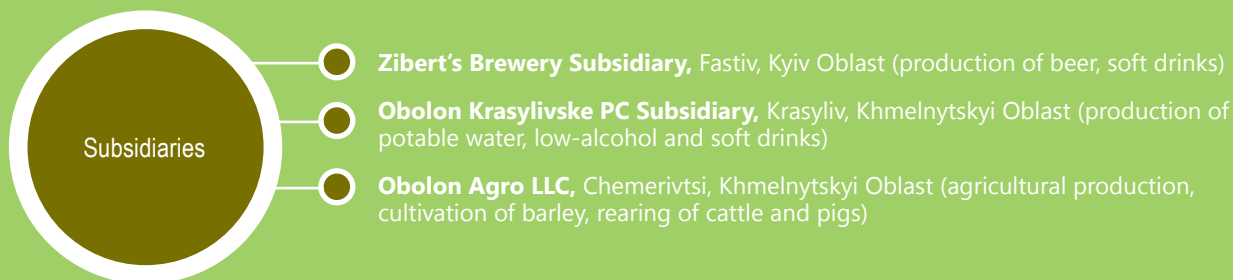 Subsidiaries
Zibert’s Brewery Subsidiary, Fastiv, Kyiv Oblast (production of beer, soft drinks)
Obolon Krasylivske PC Subsidiary, Krasyliv, Khmelnytskyi Oblast (production of
potable water, low-alcohol and soft drinks)
Obolon Agro LLC, Chemerivtsi, Khmelnytskyi Oblast (agricultural production,
cultivation of barley, rearing of cattle and pigs)